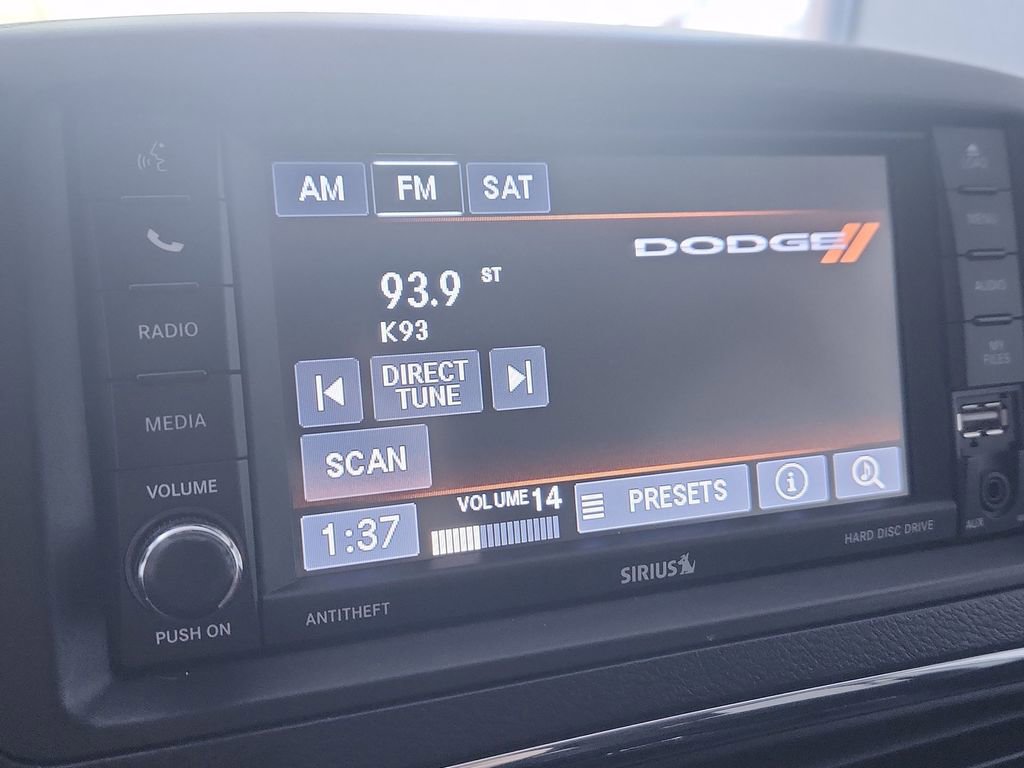 AM FM SAT
DODGE
93.9 ST
K93
DIRECT
TUNE
SCAN
VOLUME 14
1:37
PRESETS
RADIO
MEDIA
VOLUME
PUSH ON
ANTITHEFT
SIRIUS
HARD DISC DRIVE
LOAD
MENU
AUDIO
MY
FILES
AUX